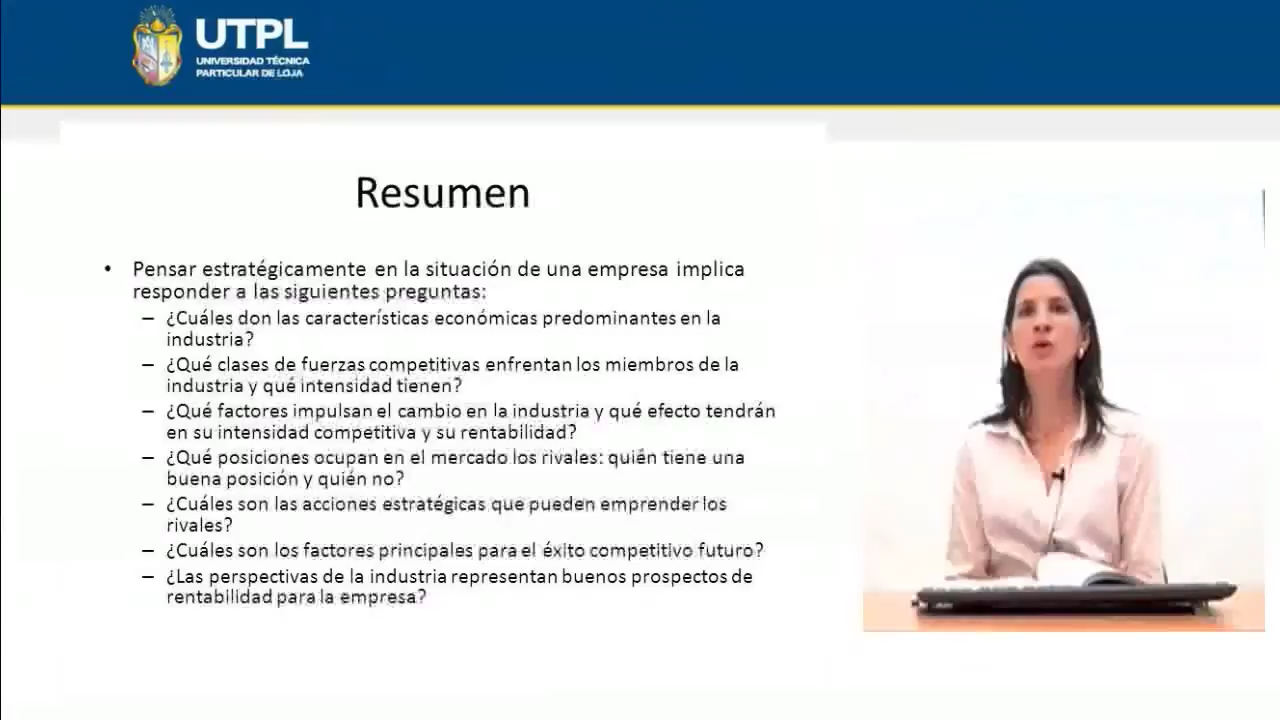 UTPL
UNIVERSIDAD TÉCNICA
PARTICULAR DE LOJA
Resumen
• Pensar estratégicamente en la situación de una empresa implica
responder a las siguientes preguntas:
– ¿Cuáles don las características económicas predominantes en la
industria?
– ¿Qué clases de fuerzas competitivas enfrentan los miembros de la
industria y qué intensidad tienen?
– ¿Qué factores impulsan el cambio en la industria y qué efecto tendrán
en su intensidad competitiva y su rentabilidad?
– ¿Qué posiciones ocupan en el mercado los rivales: quién tiene una
buena posición y quién no?
– ¿Cuáles son las acciones estratégicas que pueden emprender los
rivales?
– ¿Cuáles son los factores principales para el éxito competitivo futuro?
– ¿Las perspectivas de la industria representan buenos prospectos de
rentabilidad para la empresa?